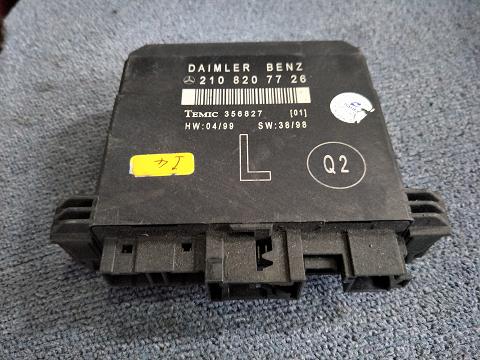 DAIMLER BENZ
210 820 77 26
TEMIC 356827 [01]
HW:04/99 SW:38/98
L
Q2